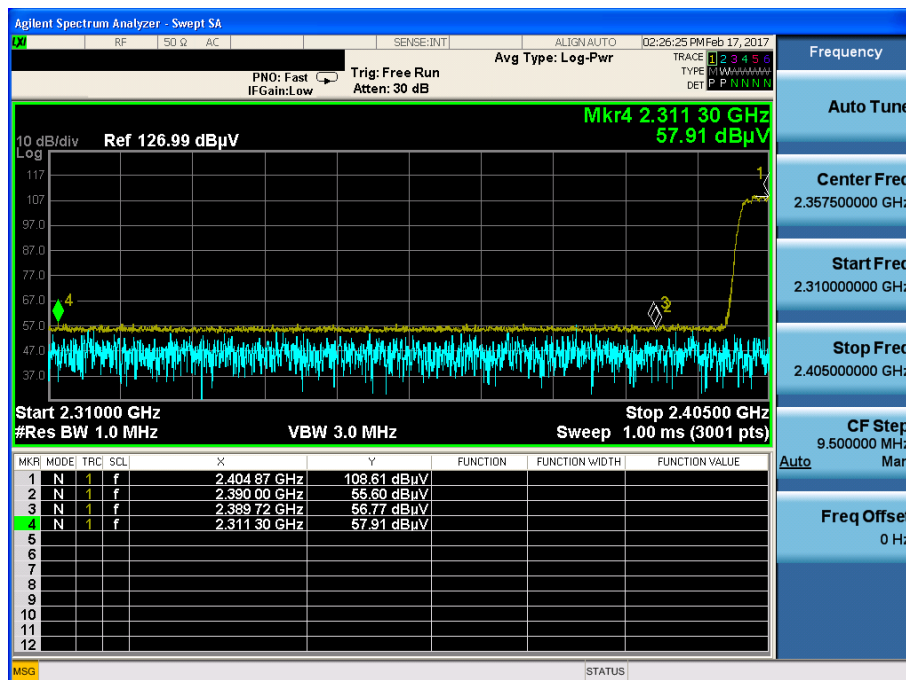 Agilent Spectrum Analyzer - Swept SA
LXI RF 50 Ω AC SENSE:INT ALIGN AUTO 02:26:25 PM Feb 17, 2017
PNO: Fast Trig: Free Run Avg Type: Log-Pwr TRACE 1 2 3 4 5 6
IFGain:Low Atten: 30 dB TYPE M W W W W W W
DET P P N N N N
Mkr4 2.311 30 GHz
57.91 dBµV
10 dB/div Ref 126.99 dBµV
Log
117
107
97.0
87.0
77.0
67.0
57.0
47.0
37.0
1
4
3
2
Start 2.31000 GHz Stop 2.40500 GHz
#Res BW 1.0 MHz VBW 3.0 MHz Sweep 1.00 ms (3001 pts)
MKR MODE TRC SCL X Y FUNCTION FUNCTION WIDTH FUNCTION VALUE
1 N 1 f 2.404 87 GHz 108.61 dBµV
2 N 1 f 2.390 00 GHz 55.60 dBµV
3 N 1 f 2.389 72 GHz 56.77 dBµV
4 N 1 f 2.311 30 GHz 57.91 dBµV
5
6
7
8
9
10
11
12
MSG STATUS
Frequency
Auto Tune
Center Freq
2.357500000 GHz
Start Freq
2.310000000 GHz
Stop Freq
2.405000000 GHz
CF Step
9.500000 MHz
Auto Man
Freq Offset
0 Hz